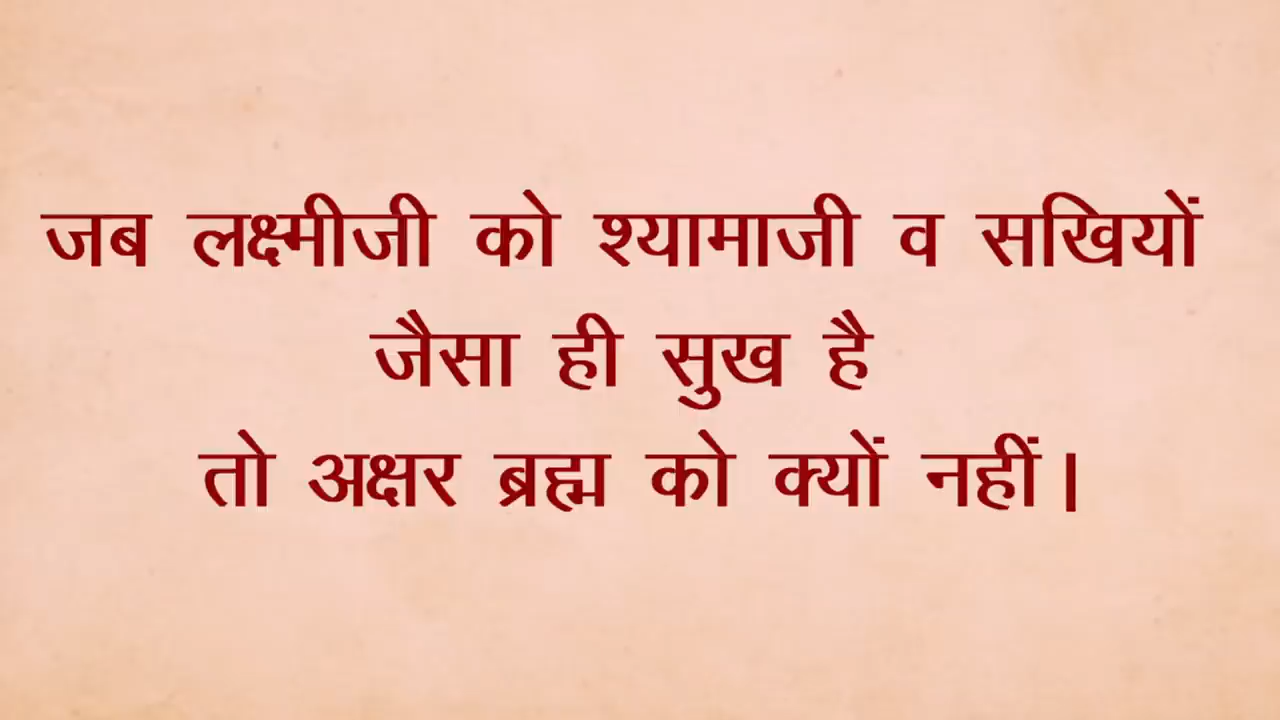 जब लक्ष्मीजी को श्यामाजी व सखियों
जैसा ही सुख है
तो अक्षर ब्रह्म को क्यों नहीं।